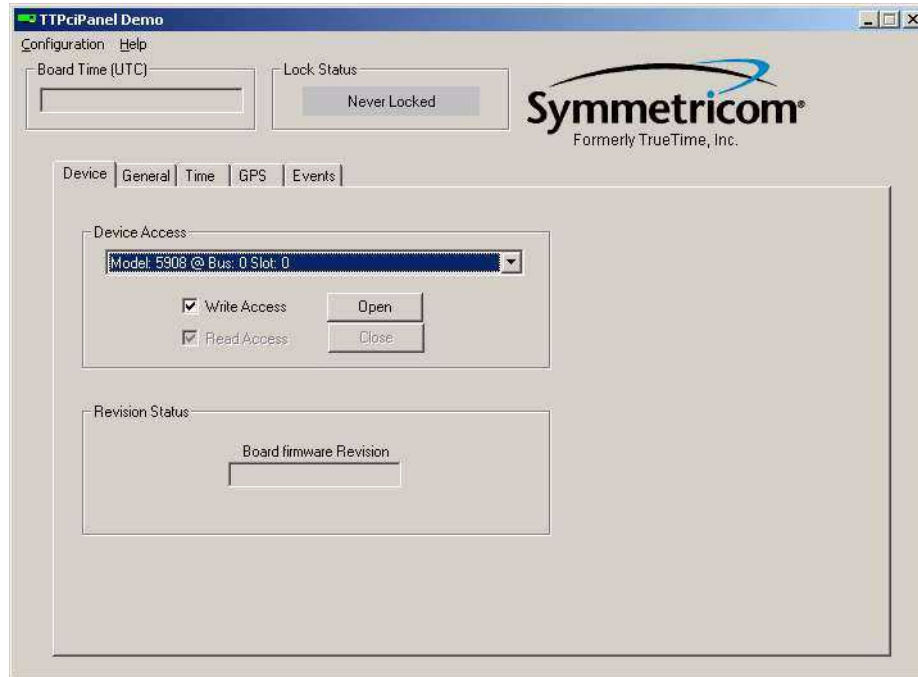 TTPciPanel Demo
Configuration Help
Board Time (UTC)
Lock Status
Never Locked
Symmetricom®
Formerly TrueTime, Inc.
Device General Time GPS Events
Device Access
Model: 5908 @ Bus: 0 Slot: 0
Write Access Open
Read Access Close
Revision Status
Board firmware Revision